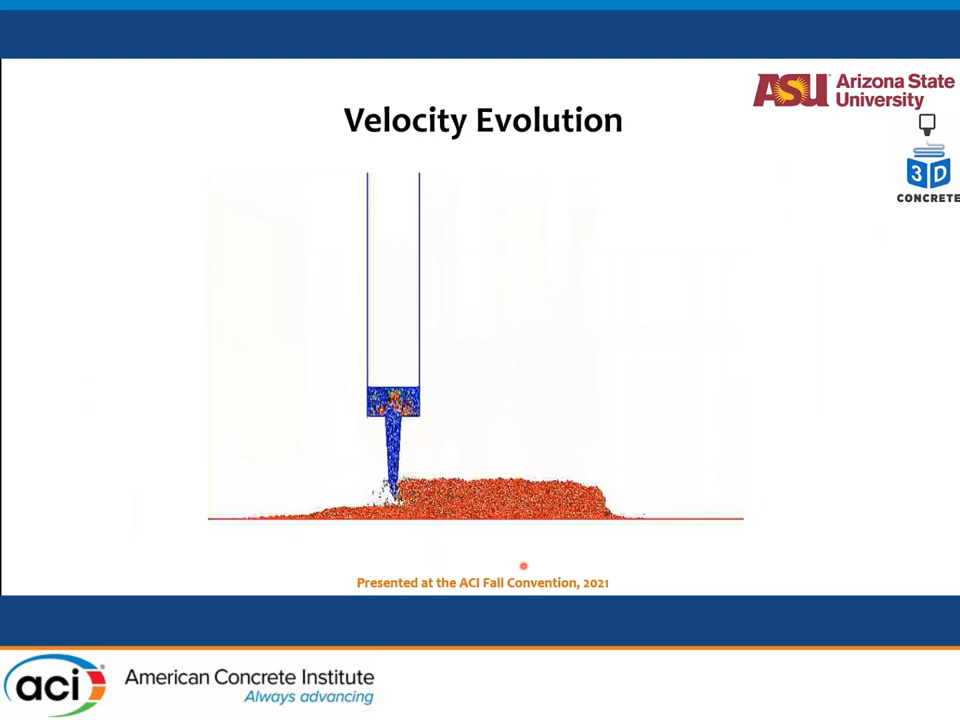 ASU Arizona State
University
Velocity Evolution
3D
CONCRETE
Presented at the ACI Fall Convention, 2021
aci American Concrete Institute
Always advancing